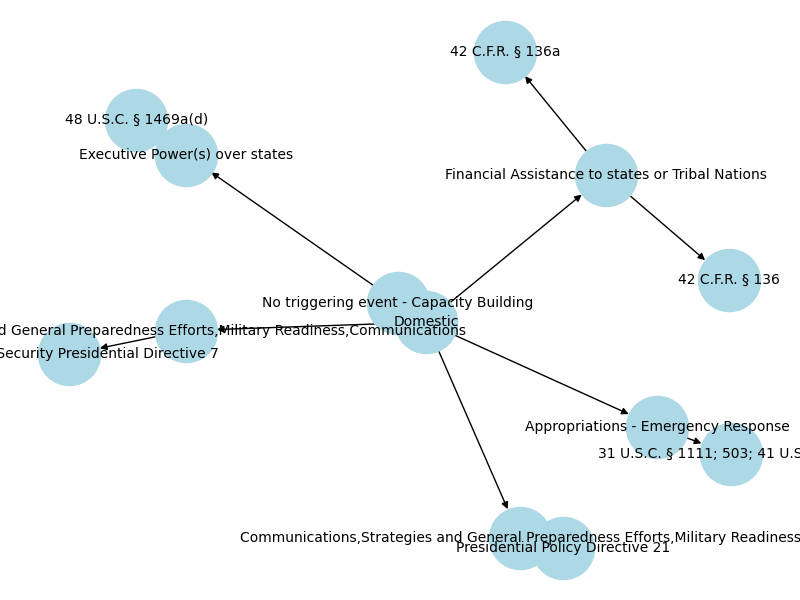 42 C.F.R. § 136a
48 U.S.C. § 1469a(d)
Executive Power(s) over states
Financial Assistance to states or Tribal Nations
42 C.F.R. § 136
No triggering event - Capacity Building
Domestic
General Preparedness Efforts,Military Readiness,Communications
Security Presidential Directive 7
Appropriations - Emergency Response
31 U.S.C. § 1111; 503; 41 U.S
Communications,Strategies and General Preparedness Efforts,Military Readiness
Presidential Policy Directive 21